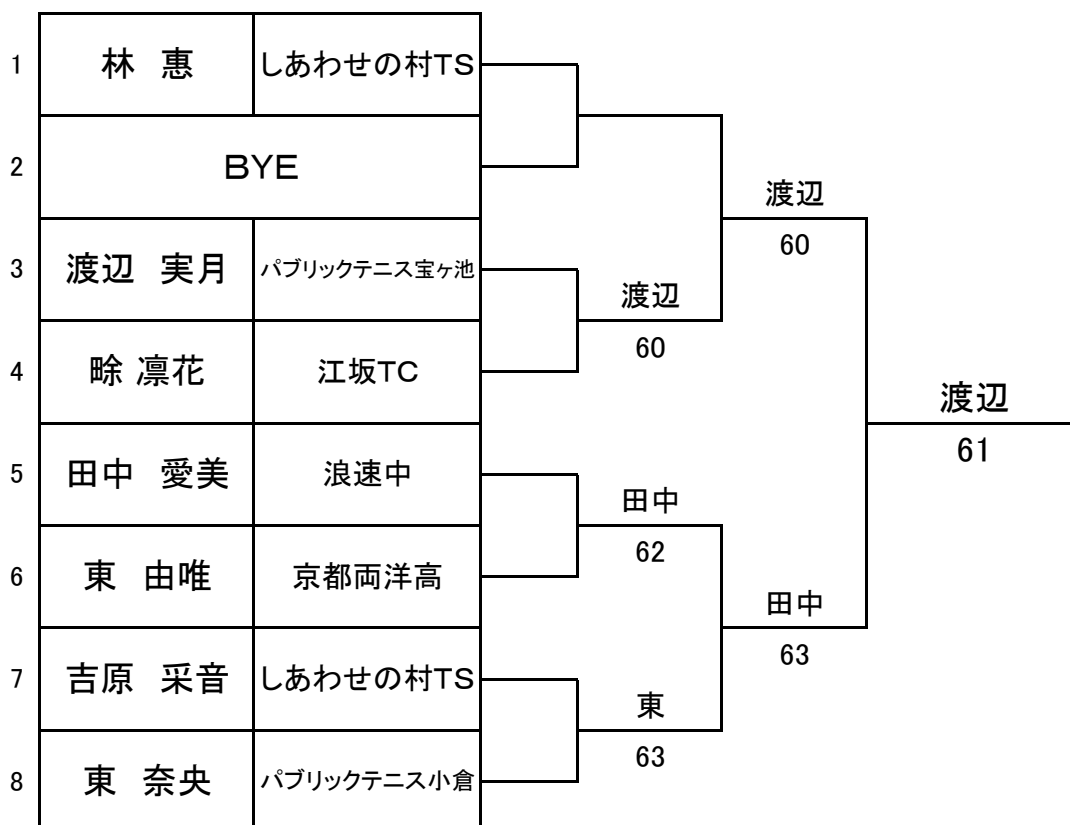 1 林 惠 しあわせの村TS
2 BYE
3 渡辺 実月 パブリックテニス宝ヶ池
4 畭 凛花 江坂TC
5 田中 愛美 浪速中
6 東 由唯 京都両洋高
7 吉原 采音 しあわせの村TS
8 東 奈央 パブリックテニス小倉
渡辺
60
田中
62
東
63
渡辺
60
田中
63
渡辺
61